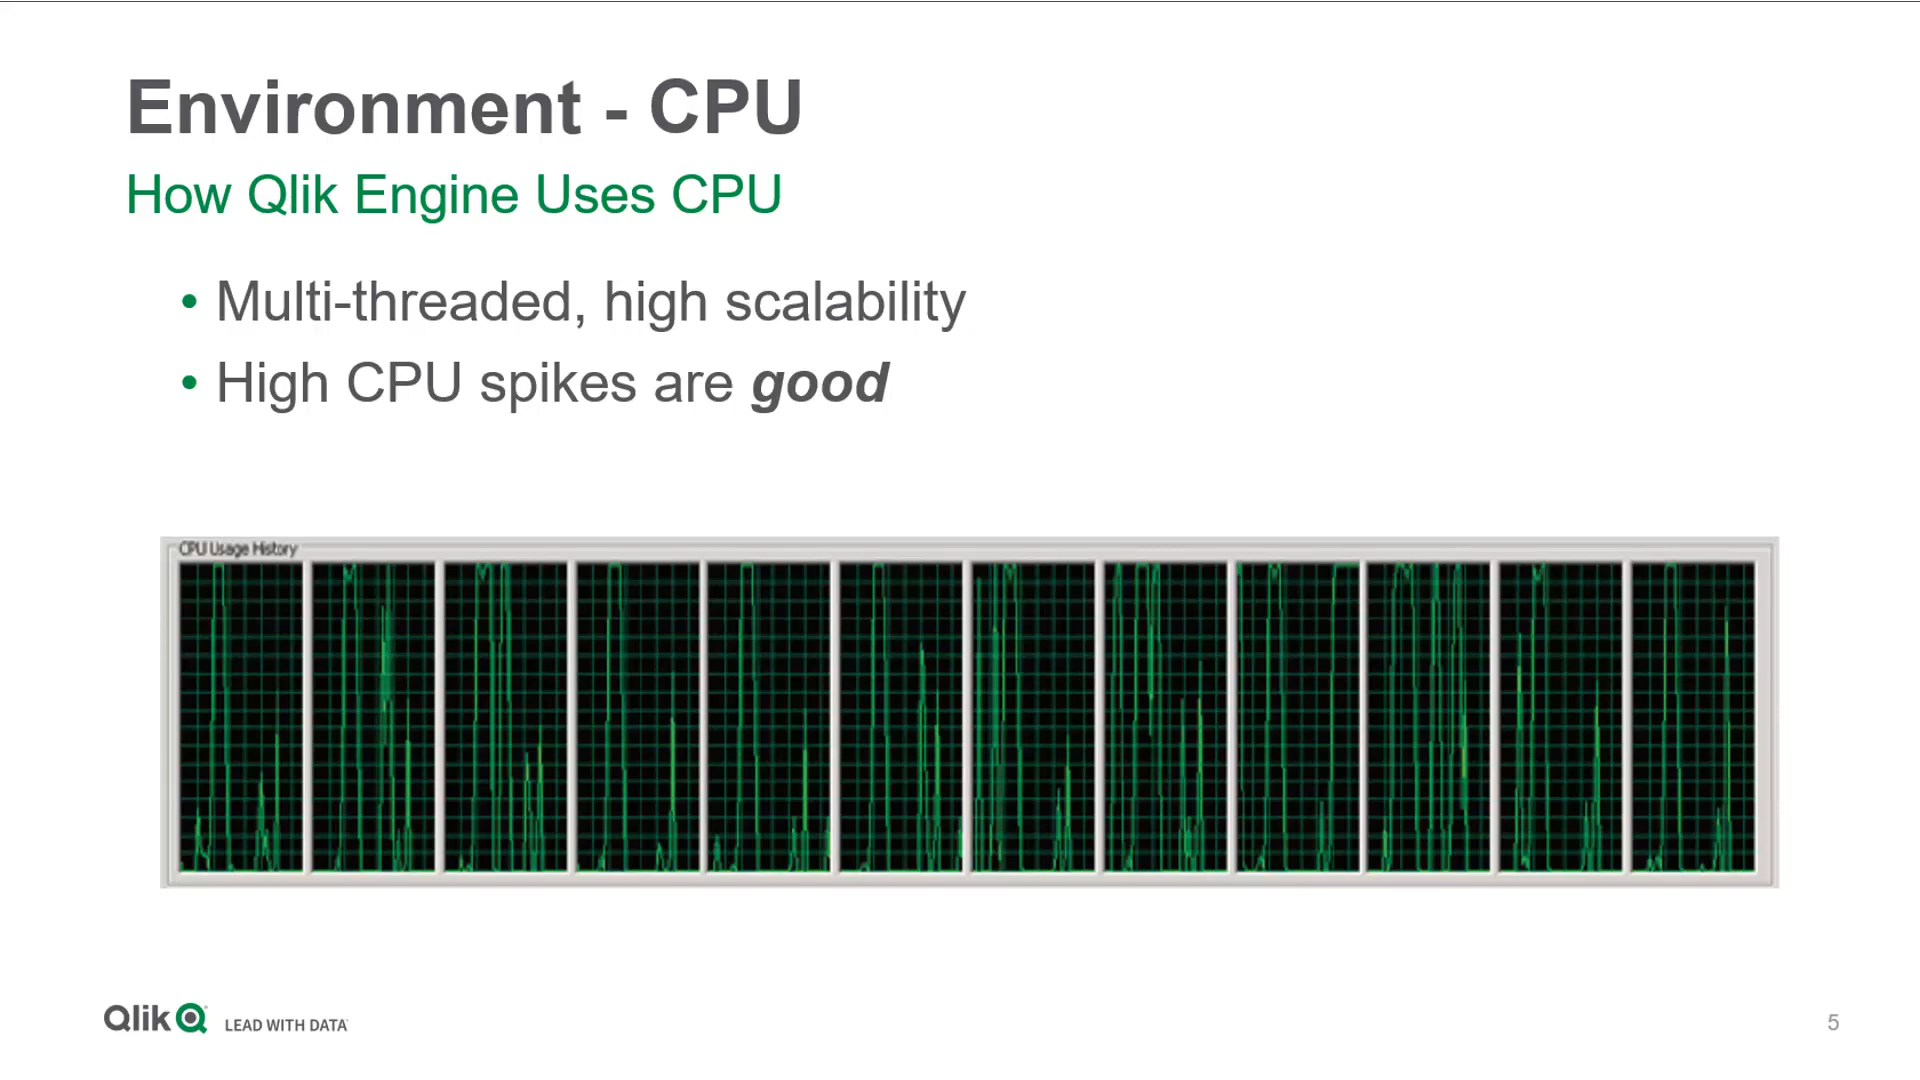 Environment - CPU
How Qlik Engine Uses CPU
• Multi-threaded, high scalability
• High CPU spikes are good
CPU Usage History
Qlik LEAD WITH DATA
5